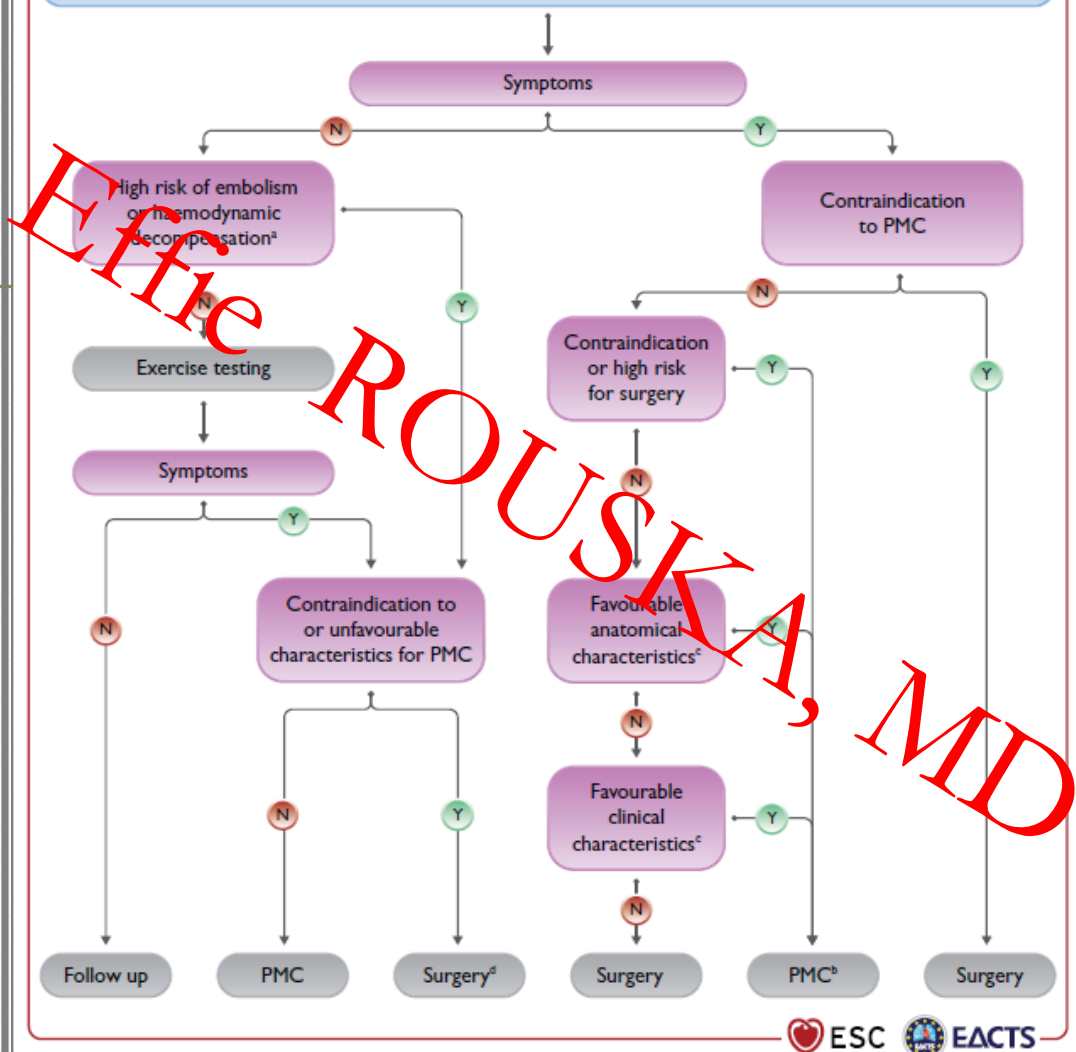 Symptoms
N
Y
High risk of embolism
or haemodynamic
decompensationᵃ
Contraindication
to PMC
N
Y
N
Y
Exercise testing
Contraindication
or high risk
for surgery
Y
Y
Symptoms
N
Y
Contraindication to
or unfavourable
characteristics for PMC
Favourable
anatomical
characteristicsᶜ
Y
N
N
Favourable
clinical
characteristicsᶜ
Y
N
Y
N
Follow up
PMC
Surgeryᵈ
Surgery
PMCᵇ
Surgery
ESC
EACTS
Effie ROUSKA, MD